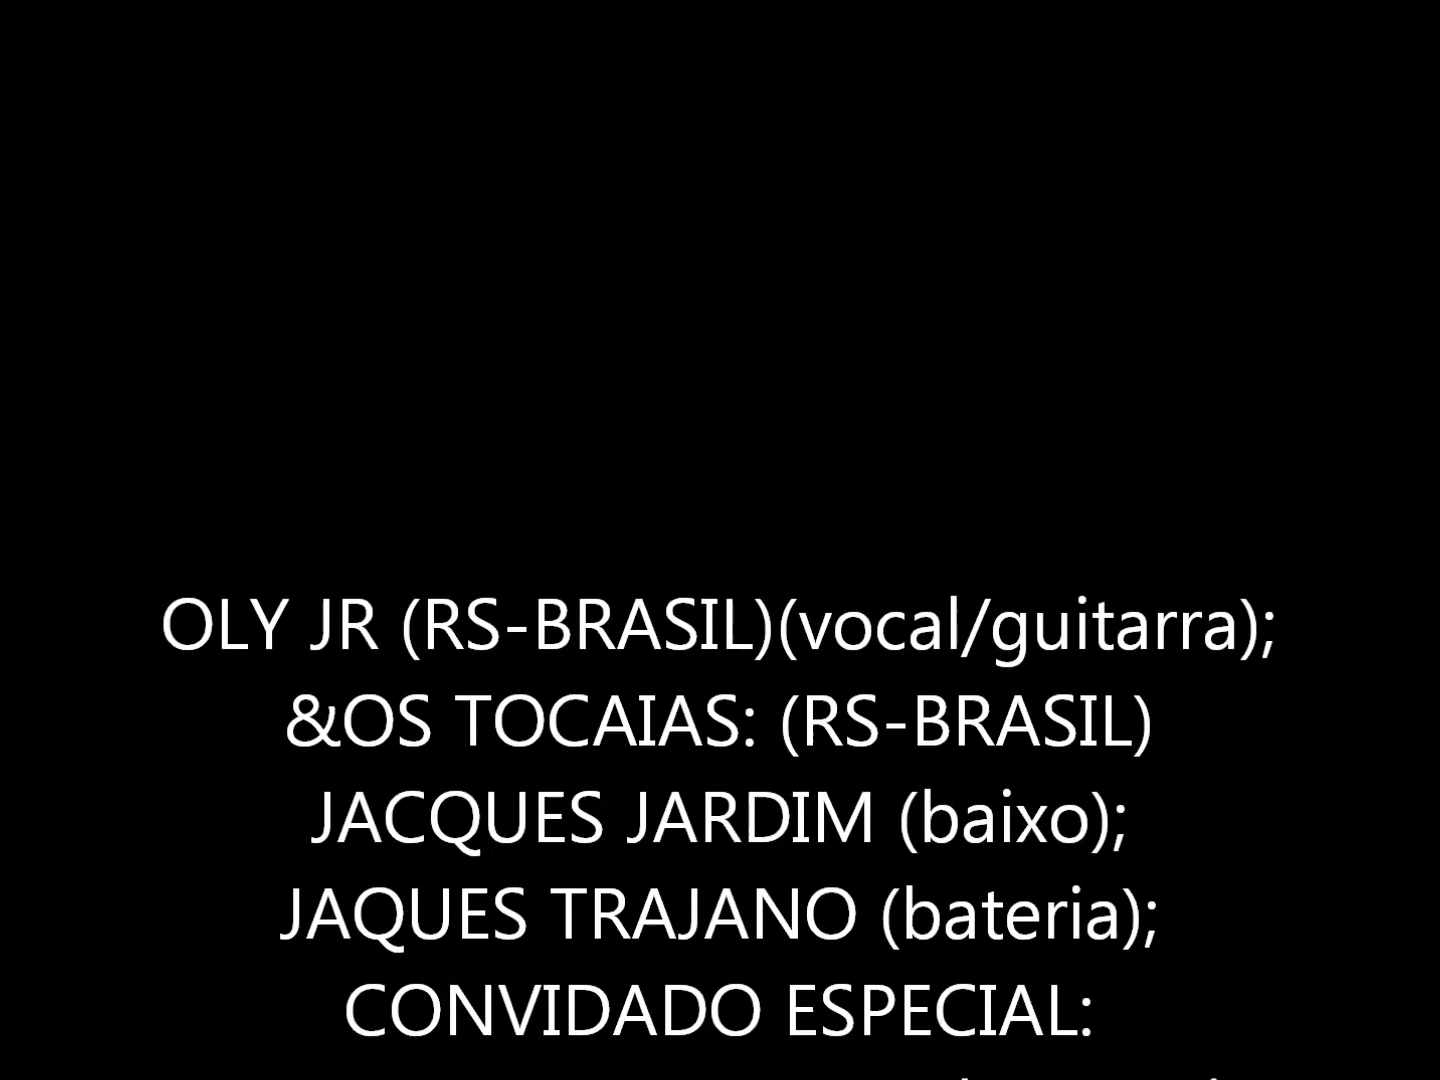 OLY JR (RS-BRASIL)(vocal/guitarra);
&OS TOCAIAS: (RS-BRASIL)
JACQUES JARDIM (baixo);
JAQUES TRAJANO (bateria);
CONVIDADO ESPECIAL: